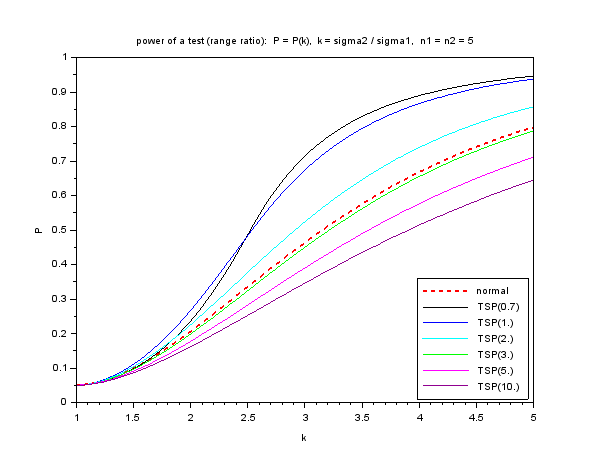 power of a test (range ratio): P = P(k), k = sigma2 / sigma1, n1 = n2 = 5
1
0.9
0.8
0.7
0.6
0.5
0.4
0.3
0.2
0.1
0
P
1
1.5
2
2.5
3
3.5
4
4.5
5
k
normal
TSP(0.7)
TSP(1.)
TSP(2.)
TSP(3.)
TSP(5.)
TSP(10.)